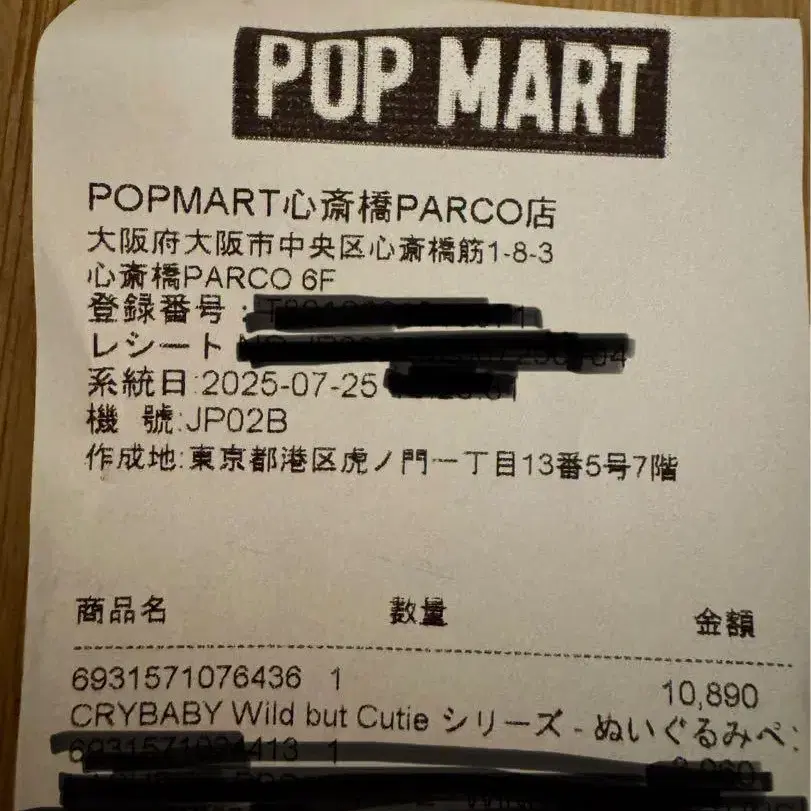 POP MART
POPMART心斎橋PARCO店
大阪府大阪市中央区心斎橋筋1-8-3
心斎橋PARCO 6F
登録番号:
レシート
系統日:2025-07-25
機 號:JP02B
作成地:東京都港区虎ノ門一丁目13番5号7階
商品名 数量 金額
6931571076436 1 10,890
CRYBABY Wild but Cutie シリーズ - ぬいぐるみペ
1